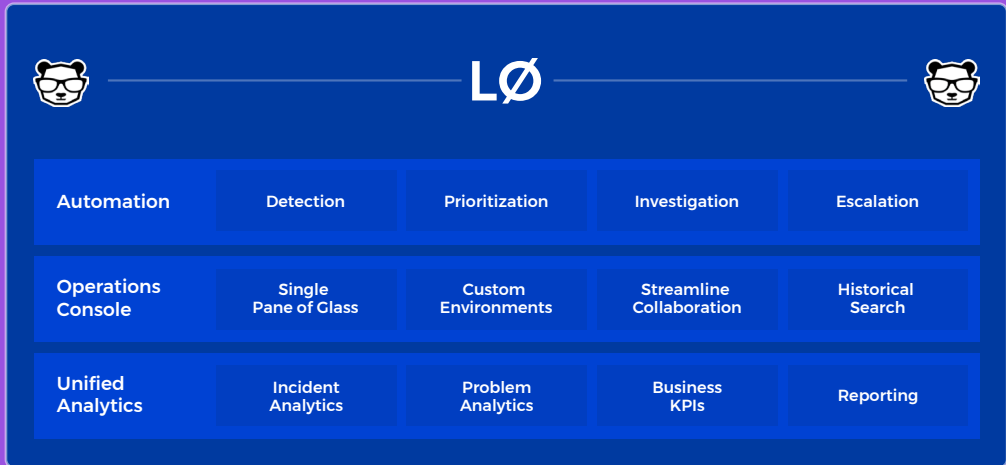 LØ
Automation
Detection
Prioritization
Investigation
Escalation
Operations
Console
Single
Pane of Glass
Custom
Environments
Streamline
Collaboration
Historical
Search
Unified
Analytics
Incident
Analytics
Problem
Analytics
Business
KPIs
Reporting